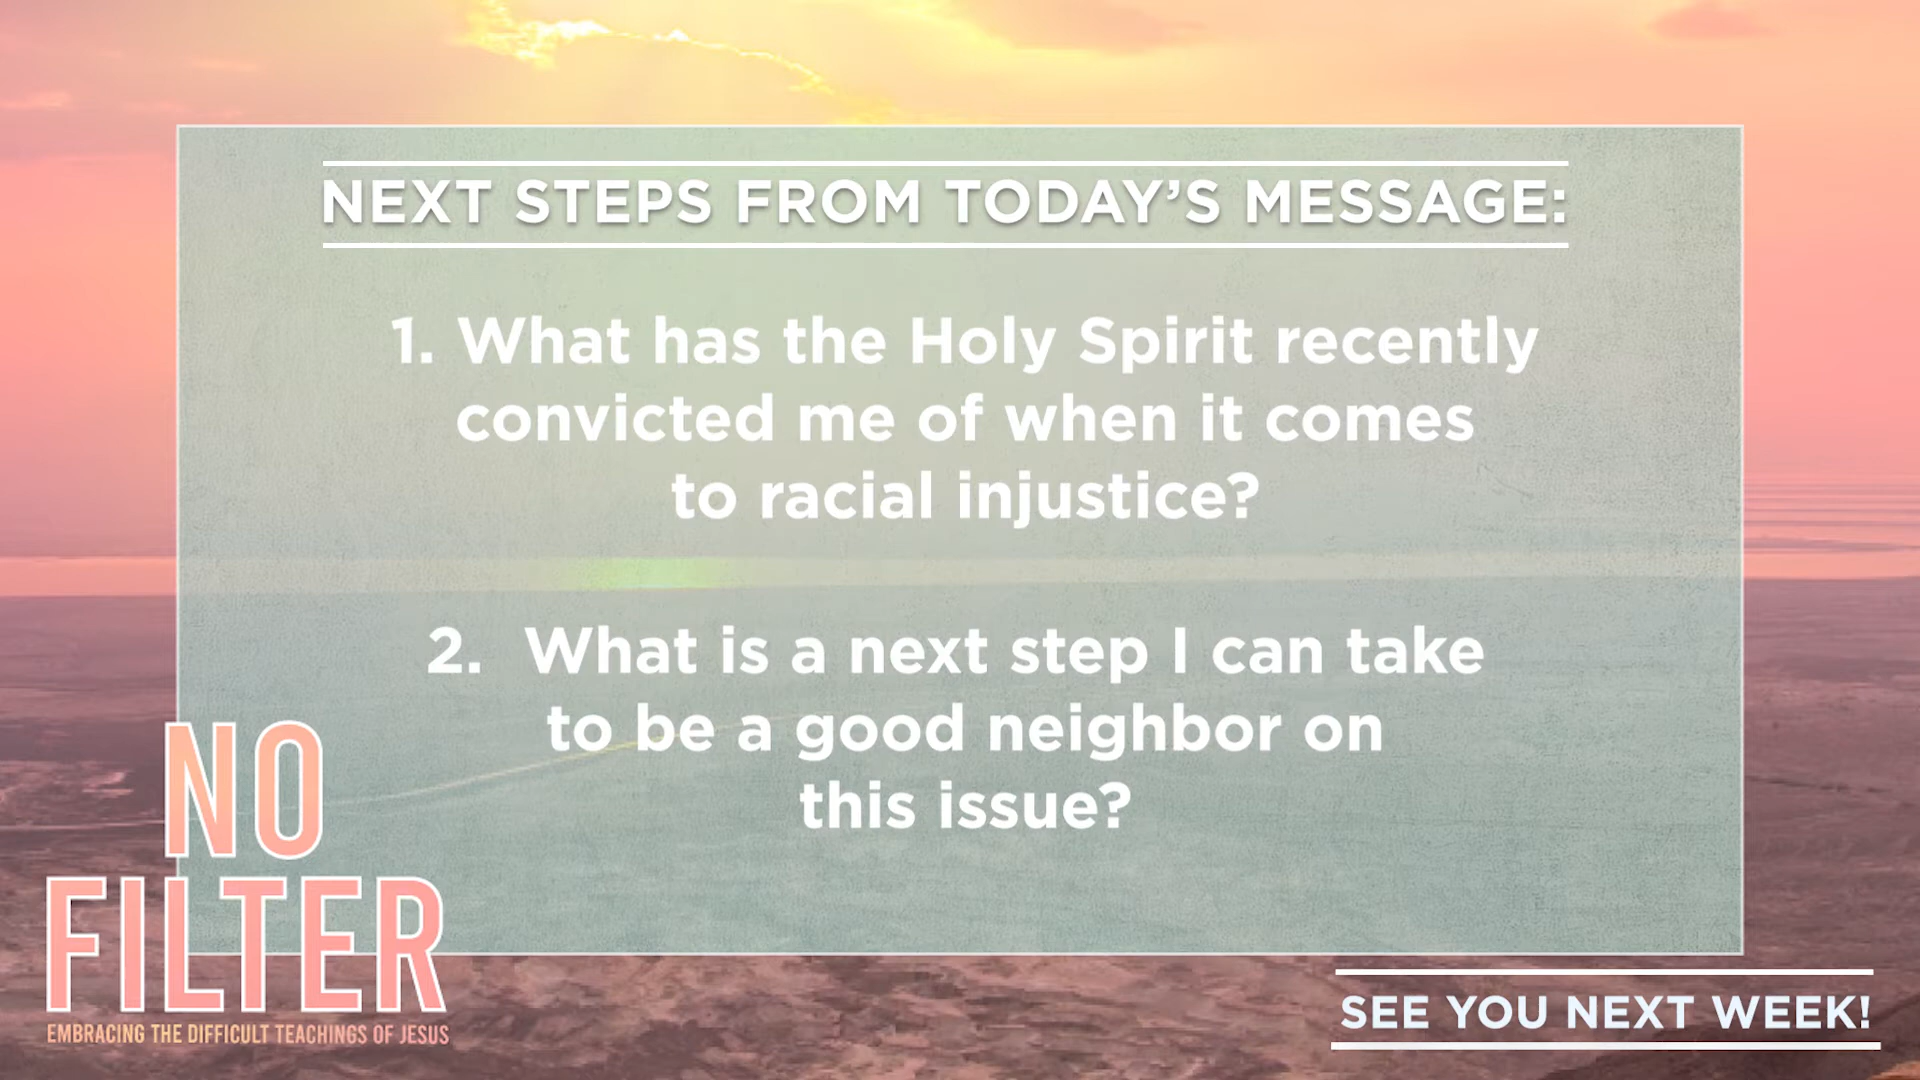 NEXT STEPS FROM TODAY'S MESSAGE:
1. What has the Holy Spirit recently
convicted me of when it comes
to racial injustice?
2. What is a next step I can take
to be a good neighbor on
this issue?
NO
FILTER
EMBRACING THE DIFFICULT TEACHINGS OF JESUS
SEE YOU NEXT WEEK!